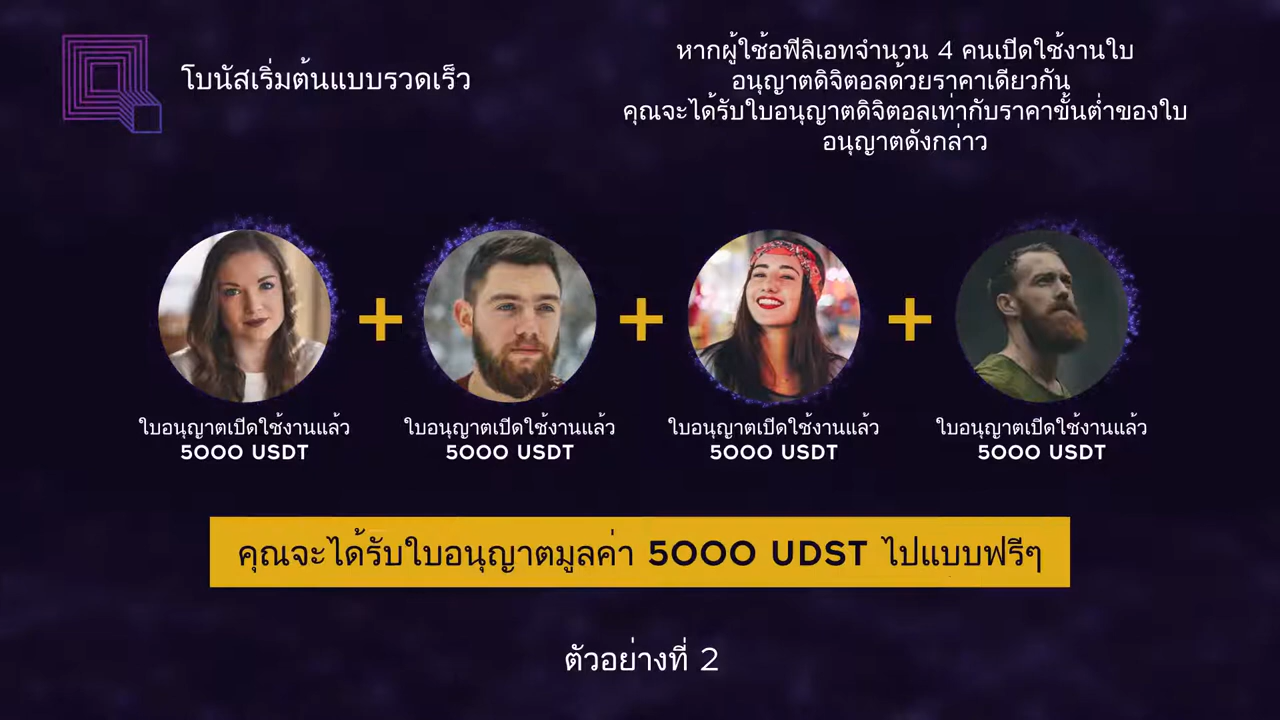 โบนัสเริ่มต้นแบบรวดเร็ว
หากผู้ใช้อฟิลิเอทจำนวน 4 คนเปิดใช้งานใบ
อนุญาตดิจิตอลด้วยราคาเดียวกัน
คุณจะได้รับใบอนุญาตดิจิตอลเท่ากับราคาขั้นต่ำของใบ
อนุญาตดังกล่าว
+ + +
ใบอนุญาตเปิดใช้งานแล้ว
5000 USDT
ใบอนุญาตเปิดใช้งานแล้ว
5000 USDT
ใบอนุญาตเปิดใช้งานแล้ว
5000 USDT
ใบอนุญาตเปิดใช้งานแล้ว
5000 USDT
คุณจะได้รับใบอนุญาตมูลค่า 5000 UDST ไปแบบฟรีๆ
ตัวอย่างที่ 2